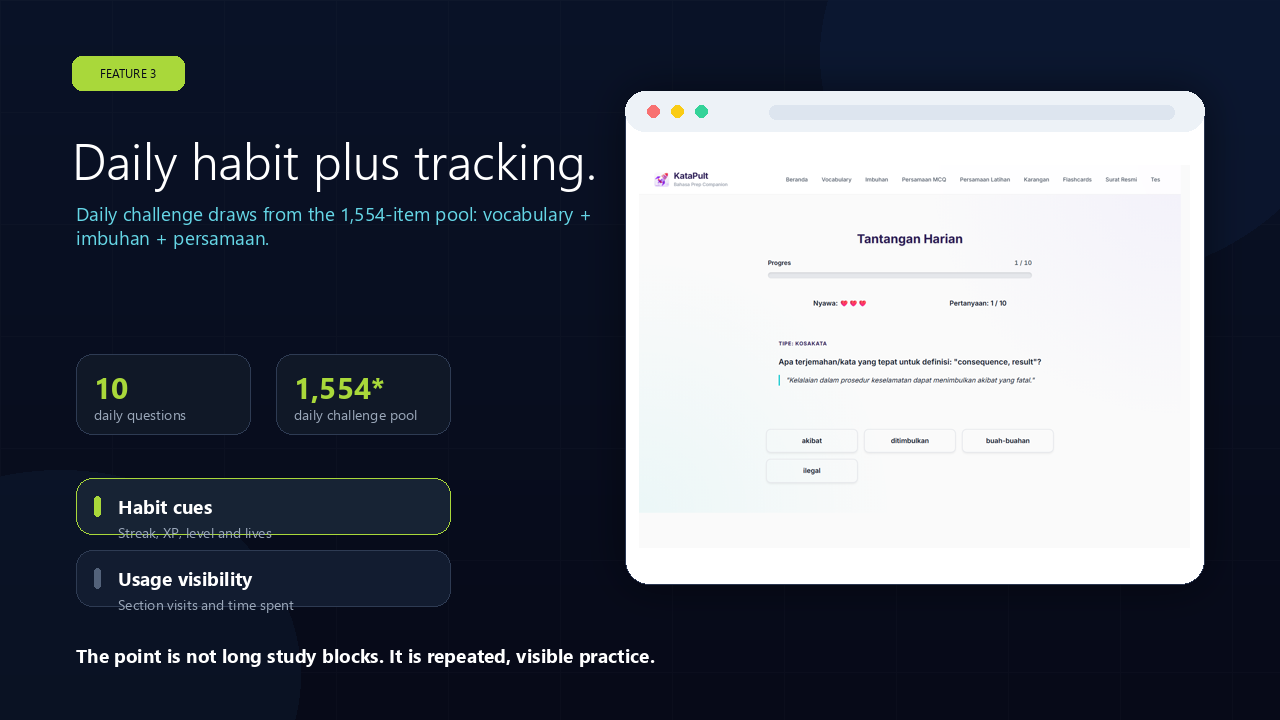 FEATURE 3
Daily habit plus tracking.
Daily challenge draws from the 1,554-item pool: vocabulary +
imbuhan + persamaan.
10
daily questions
1,554*
daily challenge pool
Habit cues
Streak, XP, level and lives
Usage visibility
Section visits and time spent
The point is not long study blocks. It is repeated, visible practice.
KataPult
Bahasa Prep Companion
Beranda Vocabulary Imbuhan Persamaan MCQ Persamaan Latihan Karangan Flashcards Surat Resmi Tes
Tantangan Harian
Progres 1 / 10
Nyawa: ❤❤❤ Pertanyaan: 1 / 10
TIPE: KOSAKATA
Apa terjemahan/kata yang tepat untuk definisi: "consequence, result"?
"Kelalaian dalam prosedur keselamatan dapat menimbulkan akibat yang fatal."
akibat ditimbulkan buah-buahan
ilegal